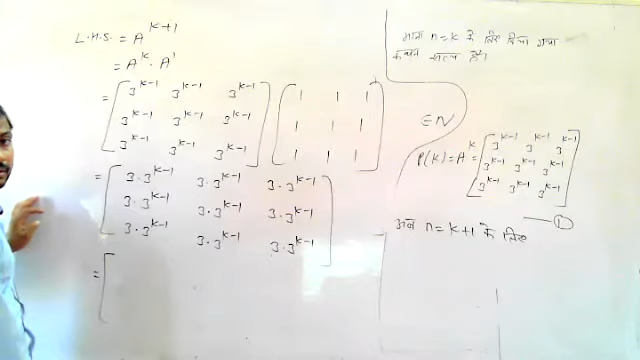 L.H.S. = A^{k+1}
= A^k · A^1
= [ 3^{k-1} 3^{k-1} 3^{k-1} ] [ 1 1 1 ]
3^{k-1} 3^{k-1} 3^{k-1} 1 1 1
3^{k-1} 3^{k-1} 3^{k-1} 1 1 1
= [ 3·3^{k-1} 3·3^{k-1} 3·3^{k-1} ]
3·3^{k-1} 3·3^{k-1} 3·3^{k-1}
3·3^{k-1} 3·3^{k-1} 3·3^{k-1}
= [
माना n=k के लिए दिया गया
कथन सत्य है।
∈N
P(k) = A^k = [ 3^{k-1} 3^{k-1} 3^{k-1} ]
3^{k-1} 3^{k-1} 3^{k-1}
3^{k-1} 3^{k-1} 3^{k-1}
— ①
अब n=k+1 के लिए